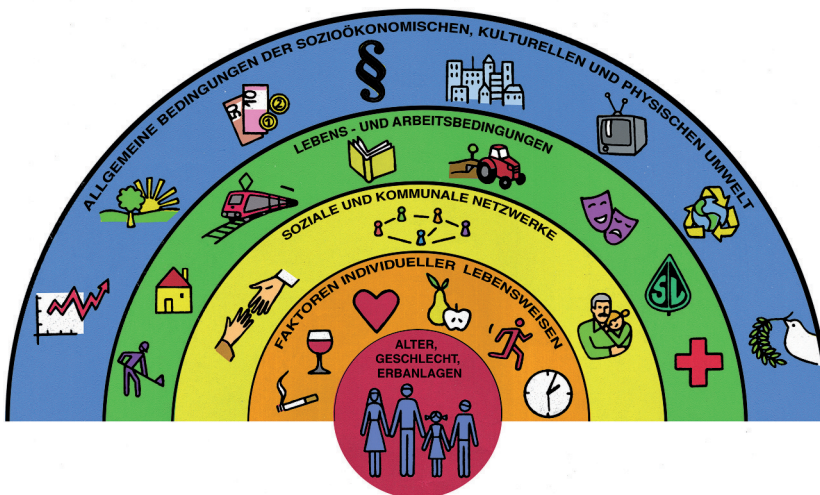 ALLGEMEINE BEDINGUNGEN DER SOZIOÖKONOMISCHEN, KULTURELLEN UND PHYSISCHEN UMWELT
§
LEBENS - UND ARBEITSBEDINGUNGEN
SOZIALE UND KOMMUNALE NETZWERKE
FAKTOREN INDIVIDUELLER LEBENSWEISEN
ALTER,
GESCHLECHT,
ERBANLAGEN
SL